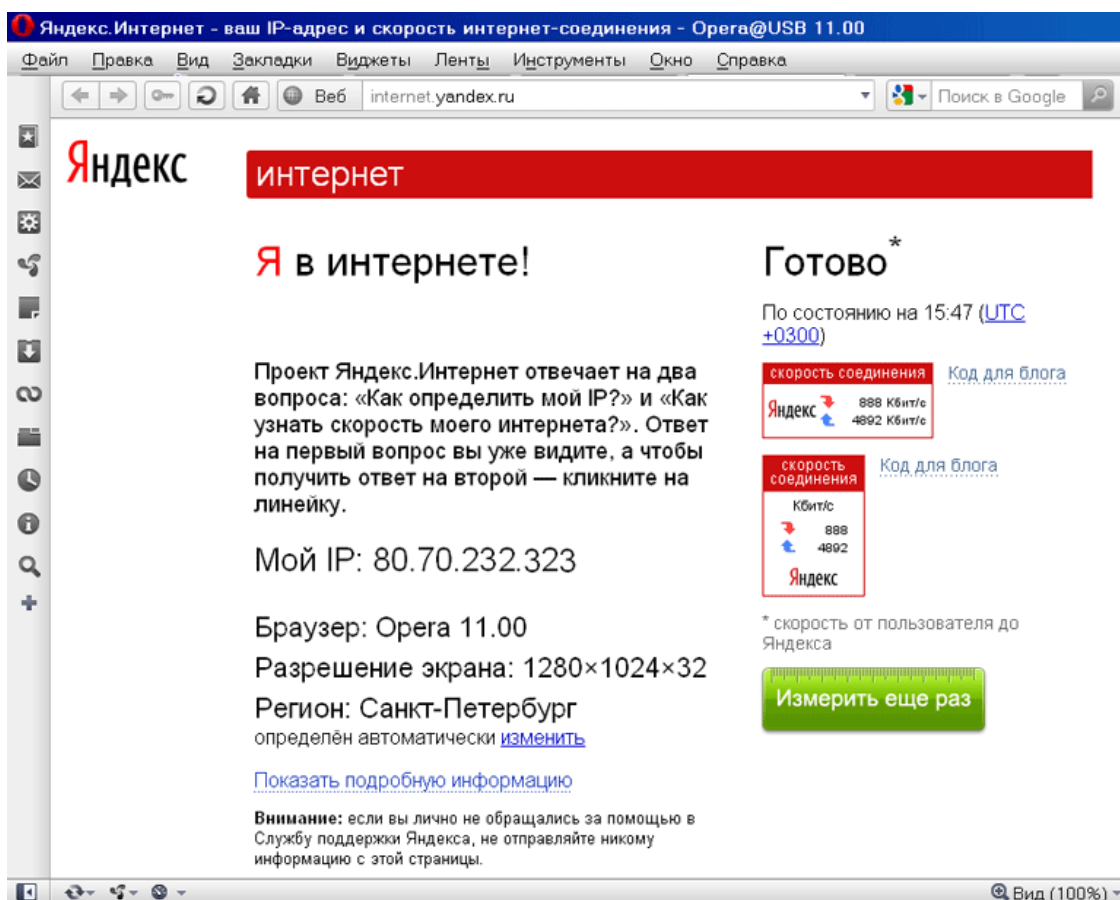 Яндекс.Интернет - ваш IP-адрес и скорость интернет-соединения - Opera@USB 11.00
Файл Правка Вид Закладки Виджеты Ленты Инструменты Окно Справка
Веб internet.yandex.ru Поиск в Google
Яндекс
интернет
Я в интернете!
Проект Яндекс.Интернет отвечает на два
вопроса: «Как определить мой IP?» и «Как
узнать скорость моего интернета?». Ответ
на первый вопрос вы уже видите, а чтобы
получить ответ на второй — кликните на
линейку.
Мой IP: 80.70.232.323
Браузер: Opera 11.00
Разрешение экрана: 1280×1024×32
Регион: Санкт-Петербург
определён автоматически изменить
Показать подробную информацию
Внимание: если вы лично не обращались за помощью в
Службу поддержки Яндекса, не отправляйте никому
информацию с этой страницы.
Готово*
По состоянию на 15:47 (UTC
+0300)
скорость соединения
Яндекс 888 Кбит/с
4892 Кбит/с
Код для блога
скорость
соединения
Кбит/с
888
4892
Яндекс
Код для блога
* скорость от пользователя до
Яндекса
Измерить еще раз
Вид (100%)